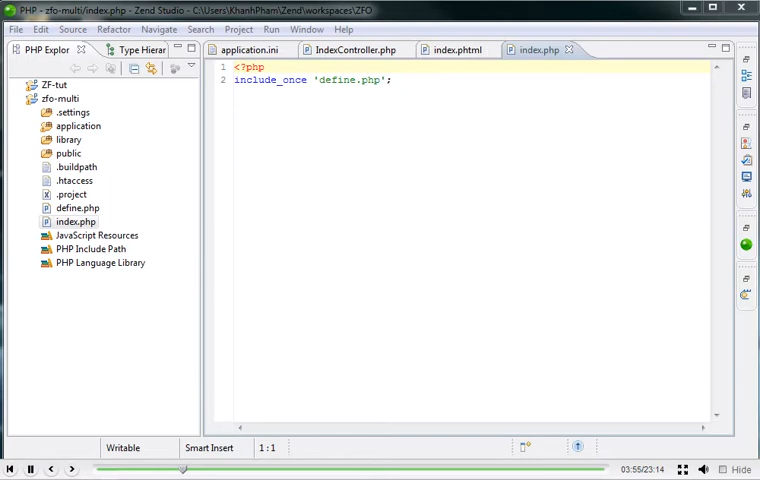 PHP - zfo-multi/index.php - Zend Studio - C:\Users\KhanhPham\Zend\workspaces\ZFO
File Edit Source Refactor Navigate Search Project Run Window Help
PHP Explor Type Hierar application.ini IndexController.php index.phtml index.php
ZF-tut
zfo-multi
.settings
application
library
public
.buildpath
.htaccess
.project
define.php
index.php
JavaScript Resources
PHP Include Path
PHP Language Library
1 <?php
2 include_once 'define.php';
Writable Smart Insert 1 : 1
03:55/23:14 Hide